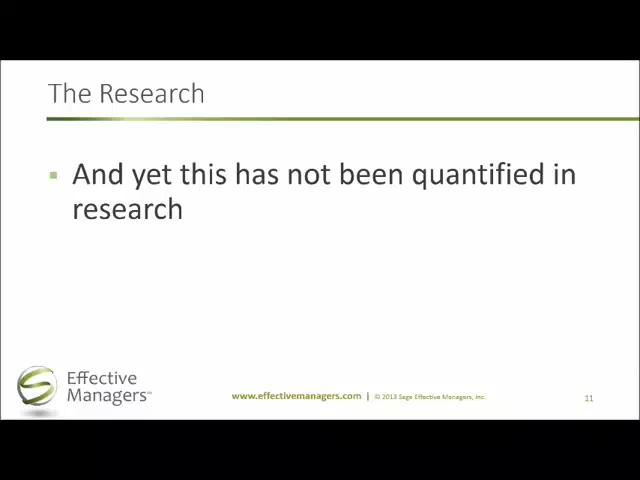 The Research
And yet this has not been quantified in
research
Effective
Managers℠
www.effectivemanagers.com | © 2013 Sage Effective Managers, Inc.
11